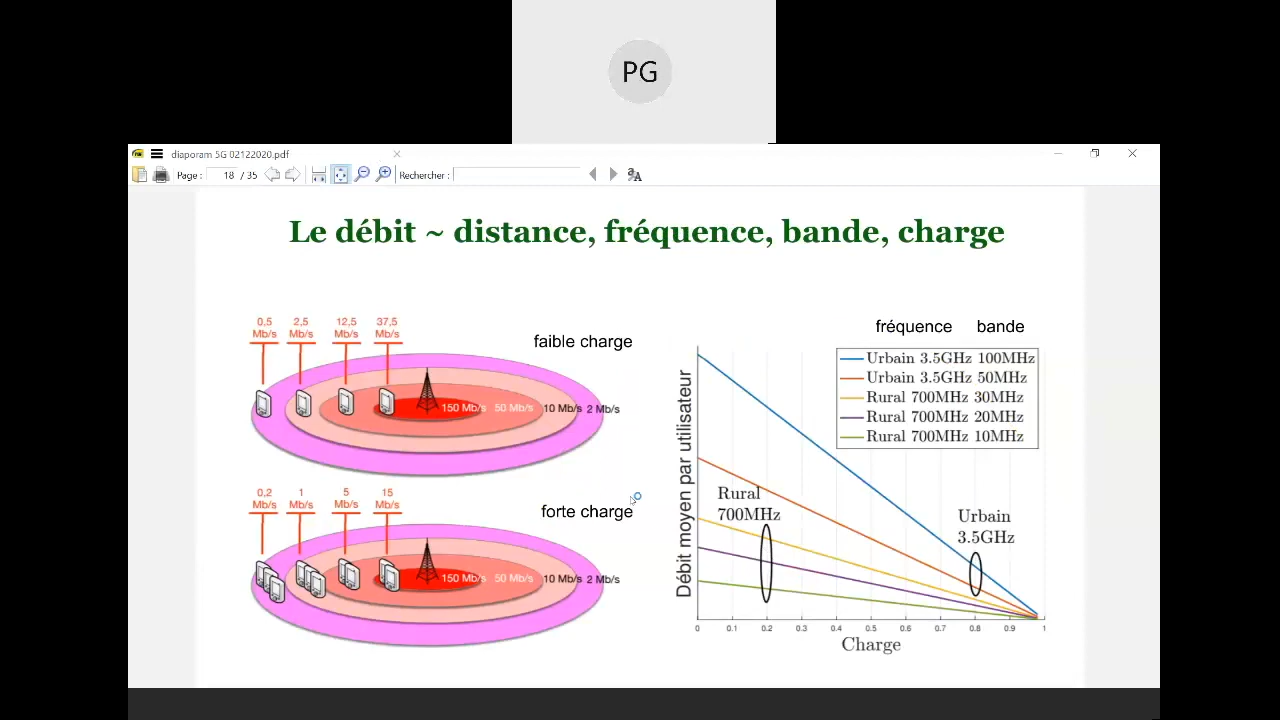 PG
diaporam 5G 02122020.pdf
Page : 18 / 35 Rechercher :
Le débit ~ distance, fréquence, bande, charge
0,5 2,5 12,5 37,5
Mb/s Mb/s Mb/s Mb/s
faible charge
150 Mb/s 50 Mb/s 10 Mb/s 2 Mb/s
0,2 1 5 15
Mb/s Mb/s Mb/s Mb/s
forte charge
150 Mb/s 50 Mb/s 10 Mb/s 2 Mb/s
fréquence bande
Urbain 3.5GHz 100MHz
Urbain 3.5GHz 50MHz
Rural 700MHz 30MHz
Rural 700MHz 20MHz
Rural 700MHz 10MHz
Débit moyen par utilisateur
Rural
700MHz
Urbain
3.5GHz
0 0.1 0.2 0.3 0.4 0.5 0.6 0.7 0.8 0.9 1
Charge